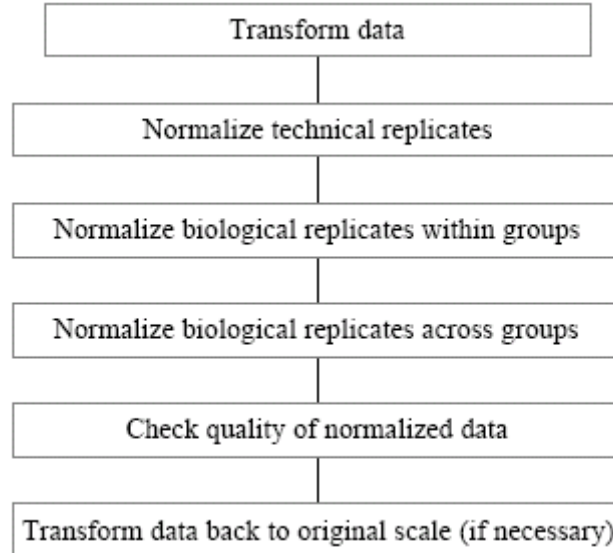 Transform data
Normalize technical replicates
Normalize biological replicates within groups
Normalize biological replicates across groups
Check quality of normalized data
Transform data back to original scale (if necessary)